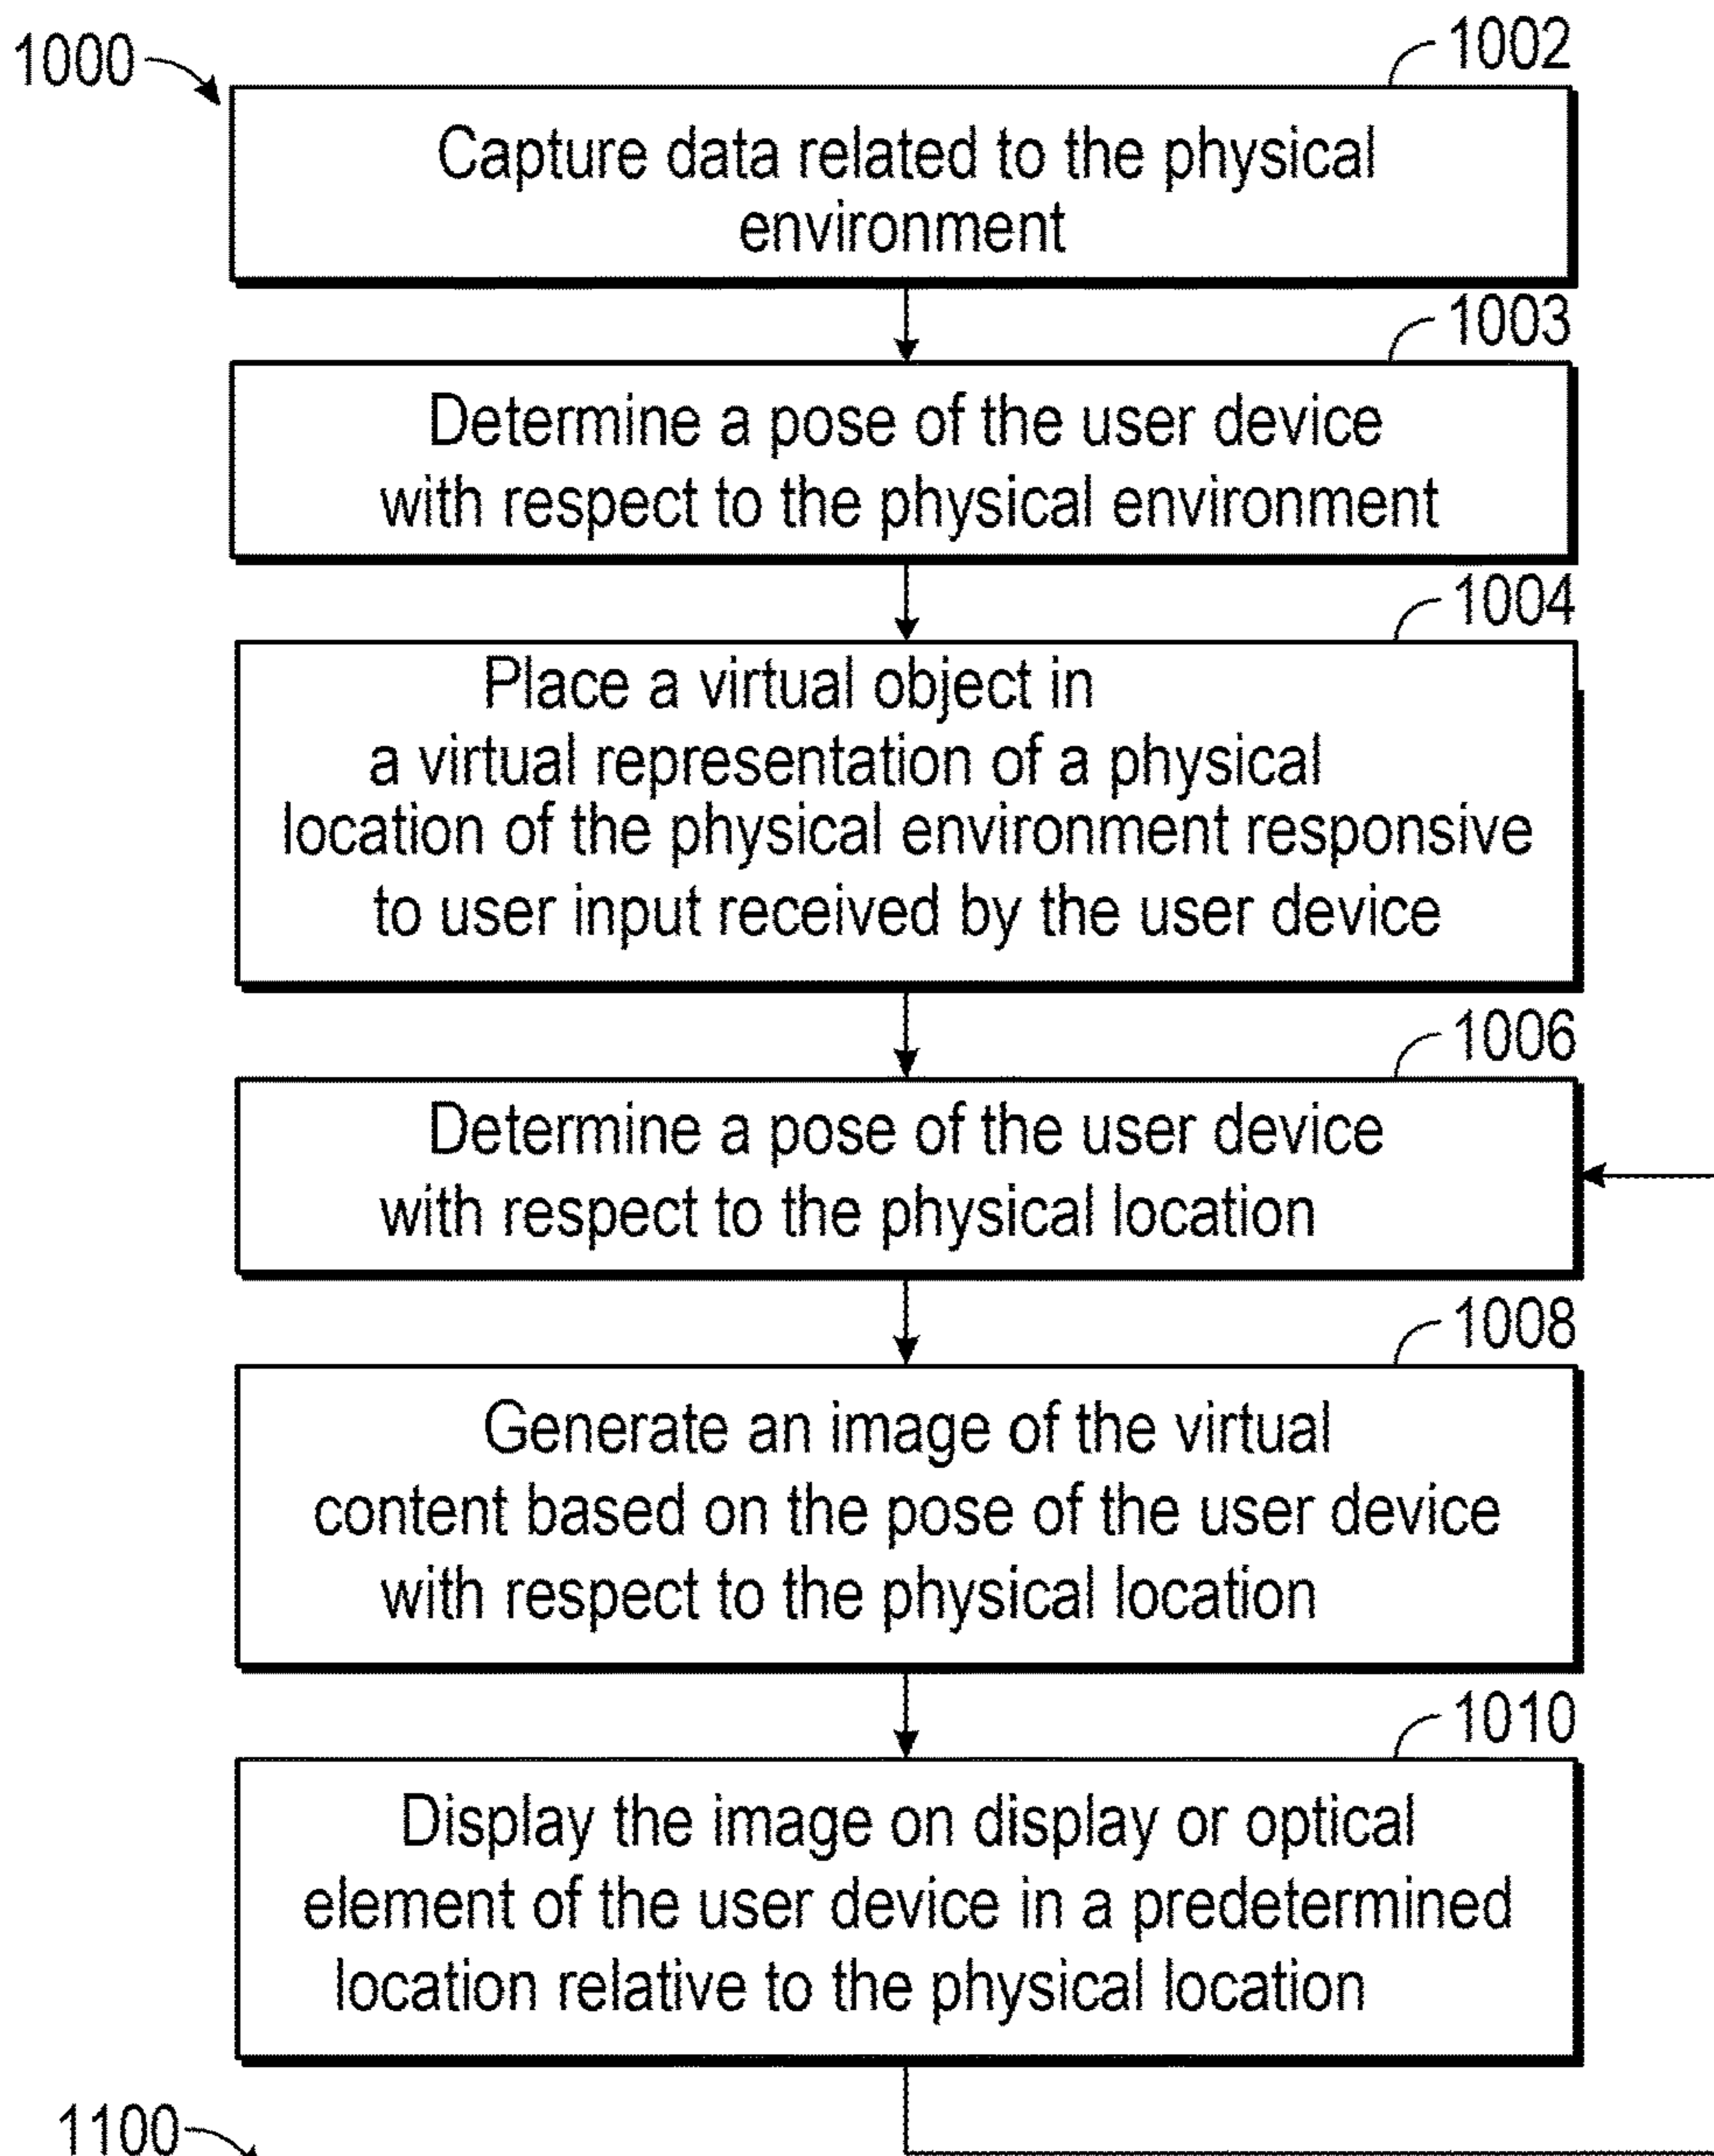 1000
1002
Capture data related to the physical
environment
1003
Determine a pose of the user device
with respect to the physical environment
1004
Place a virtual object in
a virtual representation of a physical
location of the physical environment responsive
to user input received by the user device
1006
Determine a pose of the user device
with respect to the physical location
1008
Generate an image of the virtual
content based on the pose of the user device
with respect to the physical location
1010
Display the image on display or optical
element of the user device in a predetermined
location relative to the physical location
1100